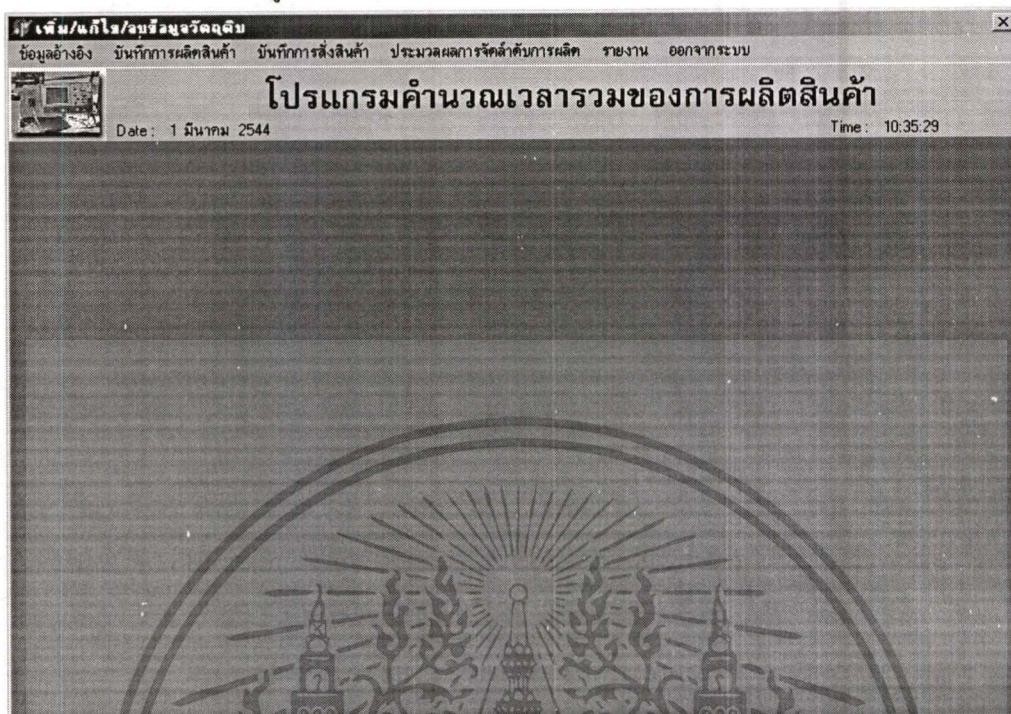 เพิ่ม/แก้ไข/ลบข้อมูลวัตถุดิบ
ข้อมูลอ้างอิง บันทึกการผลิตสินค้า บันทึกการสั่งสินค้า ประมวลผลการจัดลำดับการผลิต รายงาน ออกจากระบบ
โปรแกรมคำนวณเวลารวมของการผลิตสินค้า
Date : 1 มีนาคม 2544 Time : 10:35:29